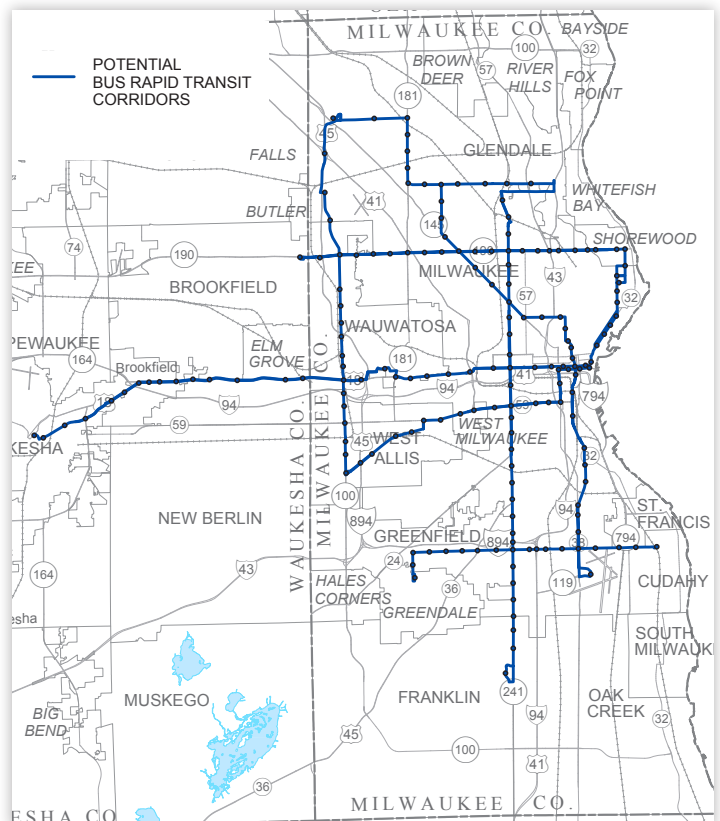 MILWAUKEE CO.
BAYSIDE
100
32
POTENTIAL
BUS RAPID TRANSIT
CORRIDORS
BROWN
DEER
57
RIVER
HILLS
FOX
POINT
181
45
FALLS
GLENDALE
41
WHITEFISH
BAY
BUTLER
145
SHOREWOOD
74
190
190
MILWAUKEE
43
BROOKFIELD
57
32
WAUWATOSA
PEWAUKEE
164
ELM
GROVE
181
Brookfield
18
94
41
794
18
94
59
59
WEST
MILWAUKEE
45
WEST
ALLIS
KESHA
32
100
WAUKESHA CO.
MILWAUKEE CO.
NEW BERLIN
894
94
ST.
FRANCIS
GREENFIELD
894
38
794
24
43
164
HALES
CORNERS
36
119
CUDAHY
GREENDALE
esha
SOUTH
MILWAUK
MUSKEGO
FRANKLIN
241
OAK
CREEK
BIG
BEND
94
32
45
100
41
36
ESHA CO
MILWAUKEE CO.